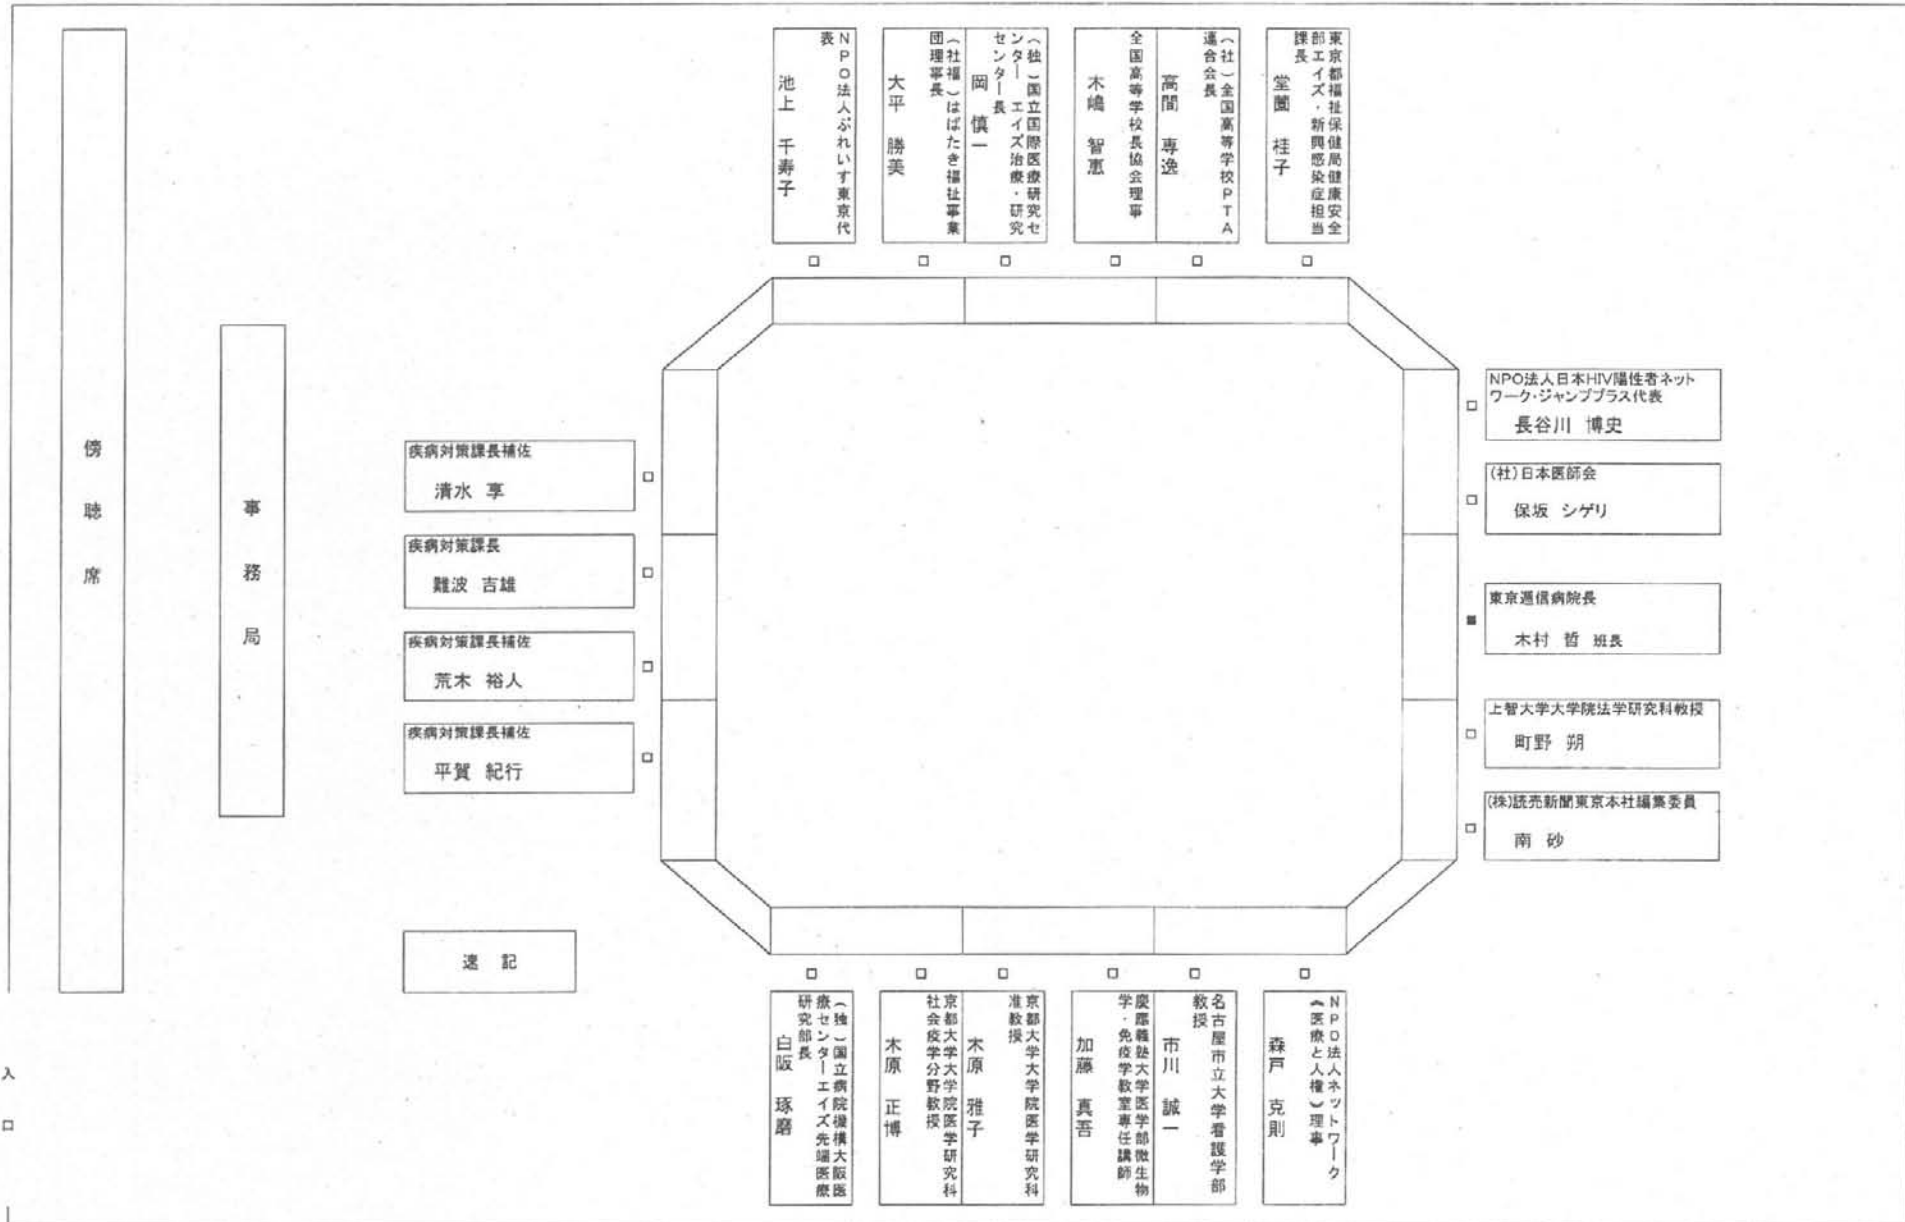 傍聴席
事務局
入口
NPO法人ぷれいす東京代
表
池上 千寿子
(社福)はばたき福祉事業
団理事長
大平 勝美
(独)国立国際医療研究セ
ンター エイズ治療・研究
センター長
岡 慎一
全国高等学校長協会理事
木嶋 智恵
(社)全国高等学校PTA
連合会長
高間 専逸
東京都福祉保健局健康安全
部エイズ・新興感染症担当
課長
堂薗 桂子
NPO法人日本HIV陽性者ネット
ワーク・ジャンププラス代表
長谷川 博史
(社)日本医師会
保坂 シゲリ
東京逓信病院長
木村 哲 班長
上智大学大学院法学研究科教授
町野 朔
(株)読売新聞東京本社編集委員
南 砂
疾病対策課長補佐
清水 享
疾病対策課長
難波 吉雄
疾病対策課長補佐
荒木 裕人
疾病対策課長補佐
平賀 紀行
速記
(独)国立病院機構大阪医
療センターエイズ先端医療
研究部長
白阪 琢磨
京都大学大学院医学研究科
社会疫学分野教授
木原 正博
京都大学大学院医学研究科
准教授
木原 雅子
慶應義塾大学医学部微生物
学・免疫学教室専任講師
加藤 真吾
名古屋市立大学看護学部
教授
市川 誠一
NPO法人ネットワーク
《医療と人権》理事
森戸 克則